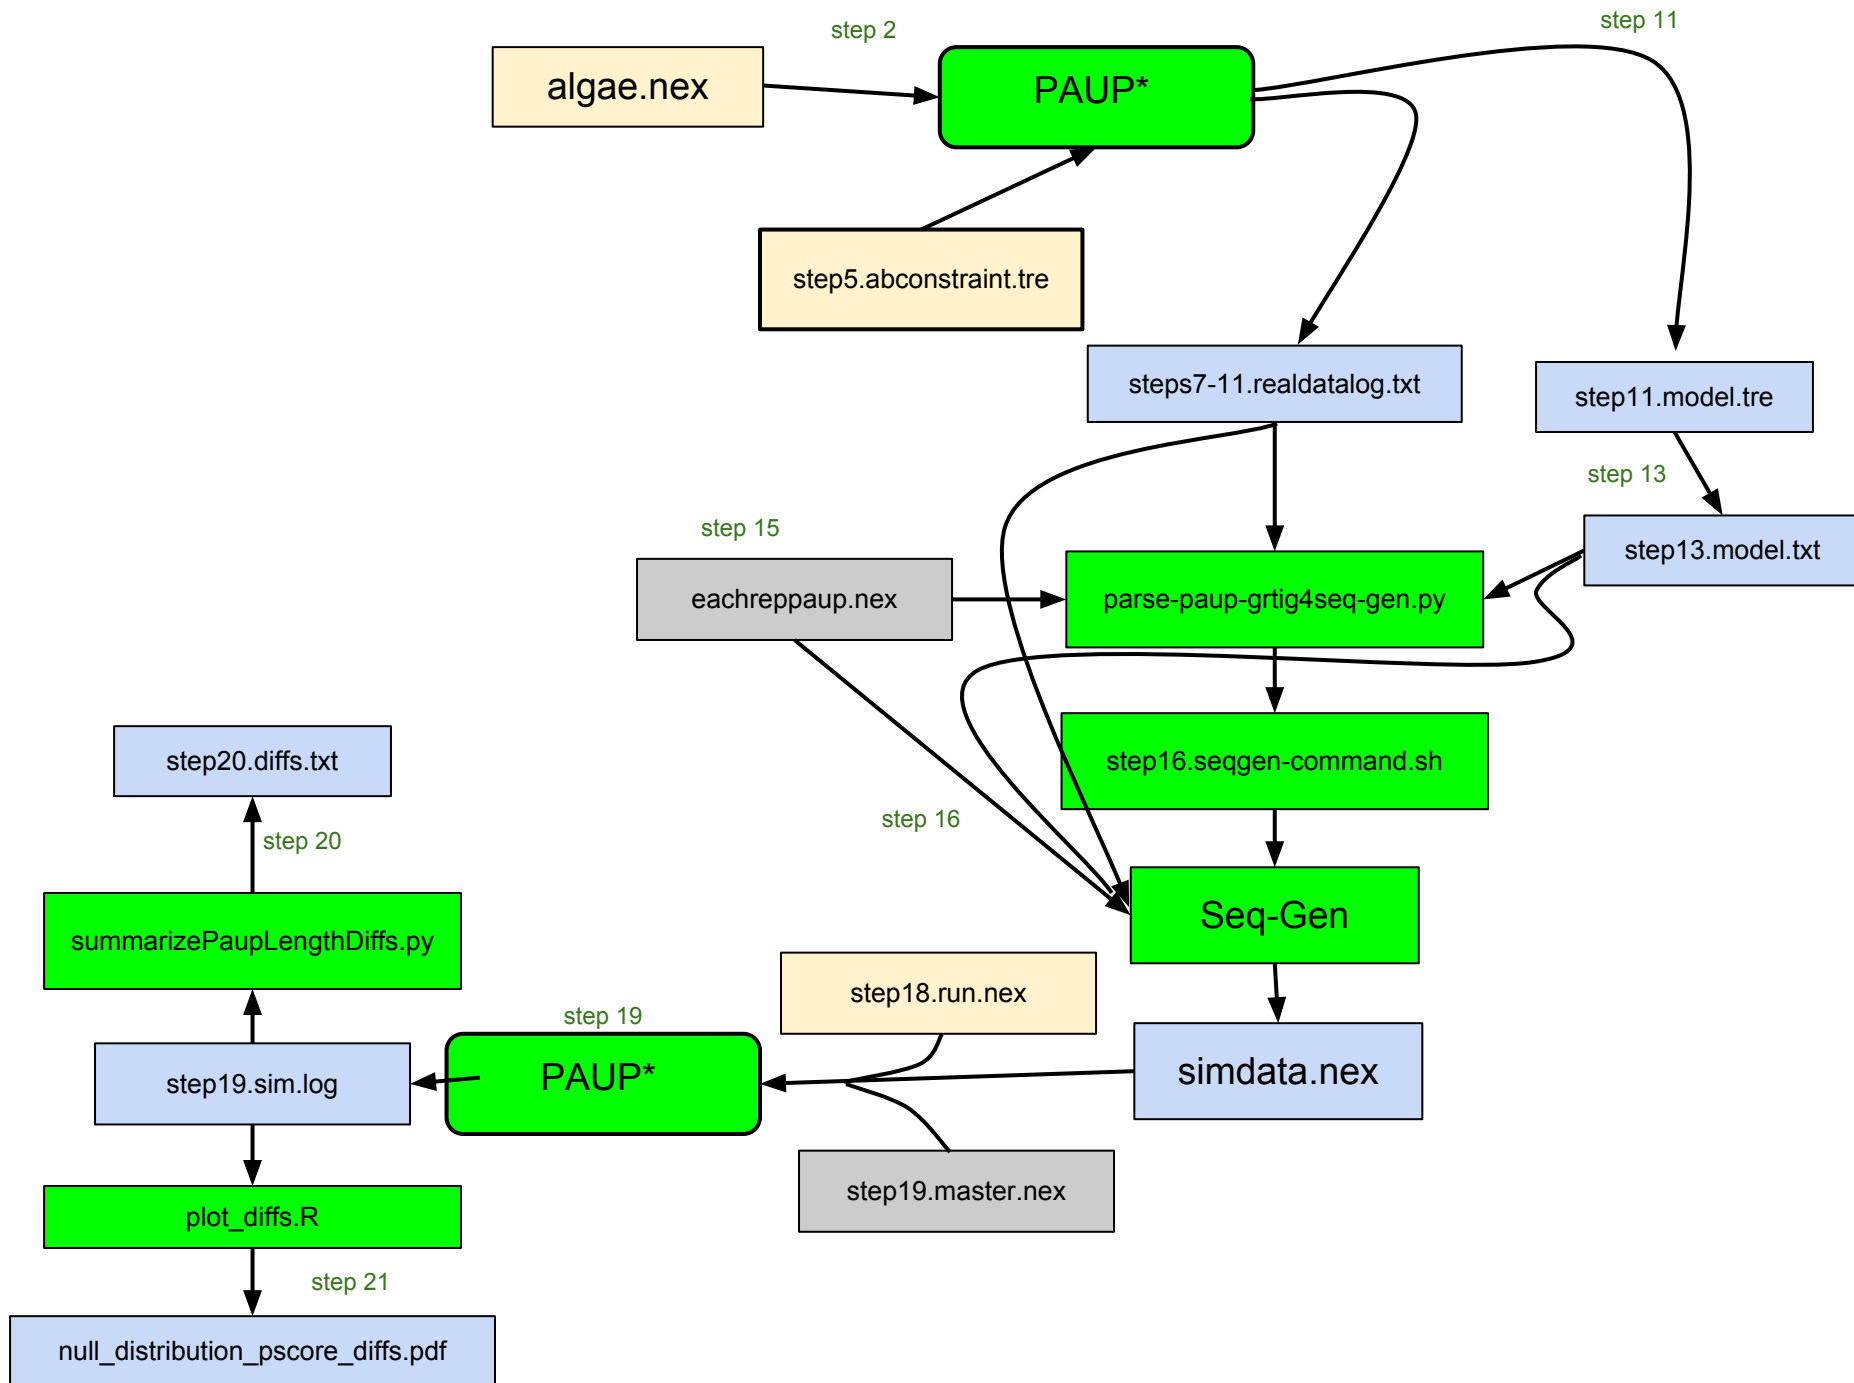 step 11
step 2
algae.nex
PAUP*
step5.abconstraint.tre
steps7-11.realdatalog.txt
step11.model.tre
step 13
step 15
step13.model.txt
eachreppaup.nex
parse-paup-grtig4seq-gen.py
step20.diffs.txt
step16.seqgen-command.sh
step 16
step 20
Seq-Gen
summarizePaupLengthDiffs.py
step18.run.nex
step 19
step19.sim.log
PAUP*
simdata.nex
step19.master.nex
plot_diffs.R
step 21
null_distribution_pscore_diffs.pdf